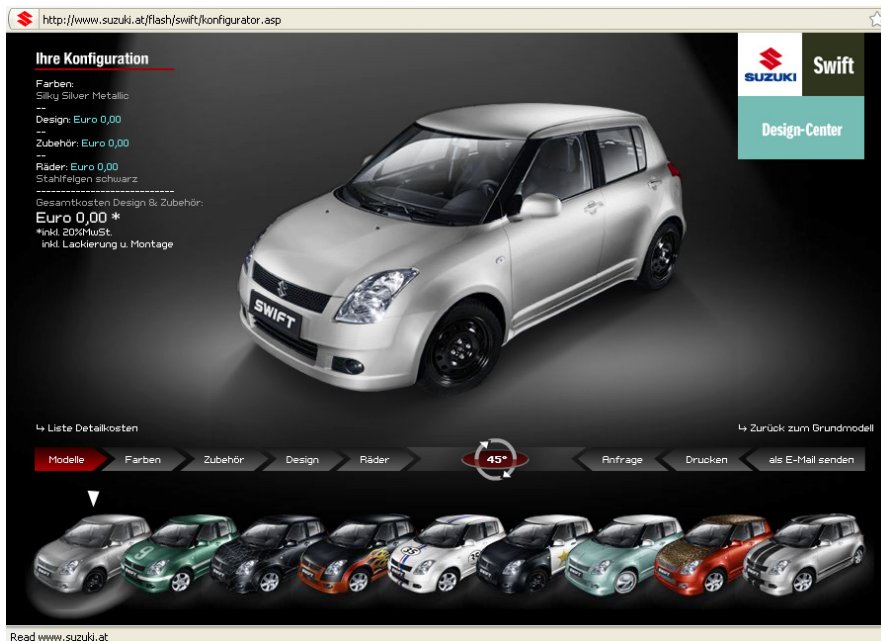 http://www.suzuki.at/flash/swift/konfigurator.asp
Ihre Konfiguration
Farben:
Silky Silver Metallic
--
Design: Euro 0,00
--
Zubehör: Euro 0,00
--
Räder: Euro 0,00
Stahlfelgen schwarz
----------------------------
Gesamtkosten Design & Zubehör:
Euro 0,00 *
*inkl. 20%MwSt.
inkl. Lackierung u. Montage
SUZUKI
Swift
Design-Center
SWIFT
Liste Detailkosten
Zurück zum Grundmodell
Modelle Farben Zubehör Design Räder 45° Anfrage Drucken als E-Mail senden
9
53
Read www.suzuki.at